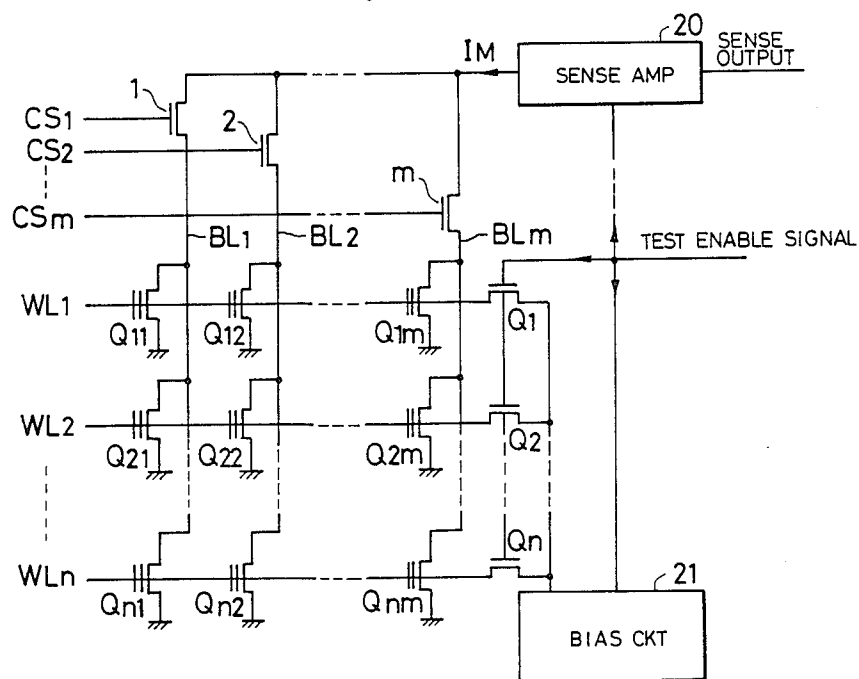 20
IM
SENSE AMP
SENSE OUTPUT
1
CS1
2
CS2
m
CSm
BL1
BL2
BLm
TEST ENABLE SIGNAL
WL1
Q11
Q12
Q1m
Q1
WL2
Q21
Q22
Q2m
Q2
Qn
WLn
Qn1
Qn2
Qnm
21
BIAS CKT